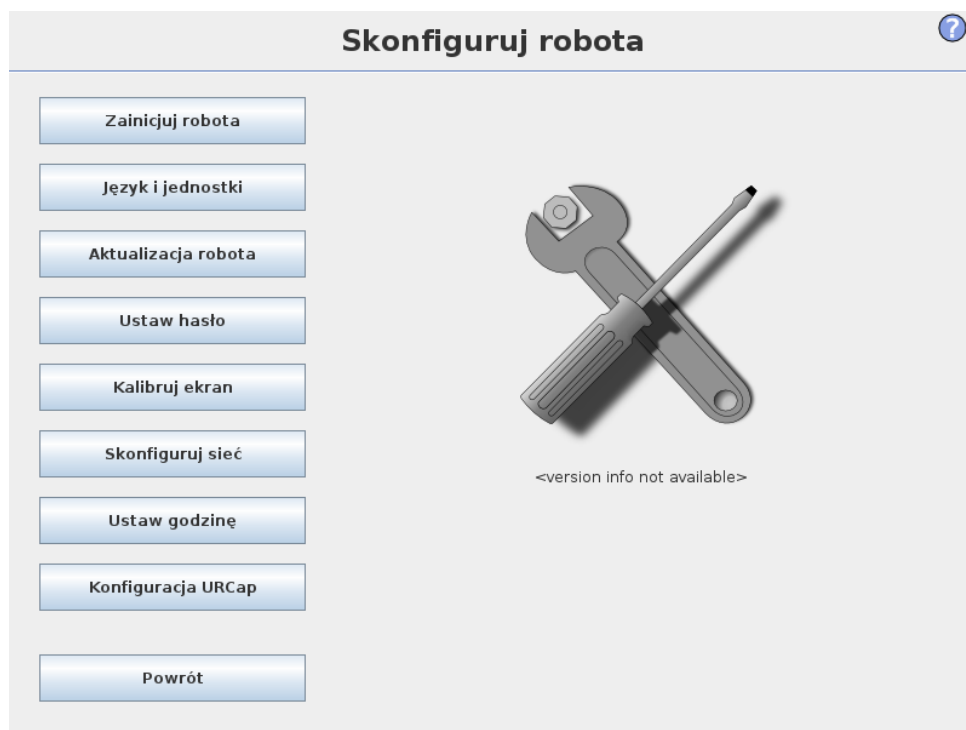 Skonfiguruj robota
?
Zainicjuj robota
Język i jednostki
Aktualizacja robota
Ustaw hasło
Kalibruj ekran
Skonfiguruj sieć
Ustaw godzinę
Konfiguracja URCap
Powrót
<version info not available>